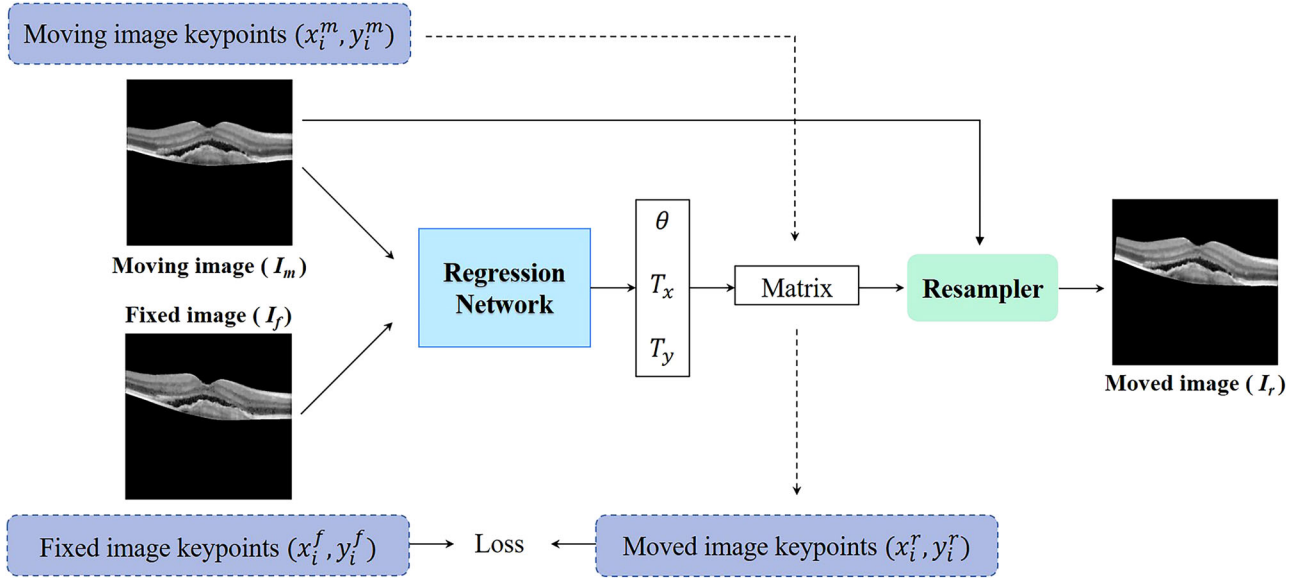 Moving image keypoints (x_i^m, y_i^m)
Moving image ( I_m)
Fixed image ( I_f)
Regression
Network
θ
T_x
T_y
Matrix
Resampler
Moved image ( I_r)
Fixed image keypoints (x_i^f, y_i^f)
Loss
Moved image keypoints (x_i^r, y_i^r)